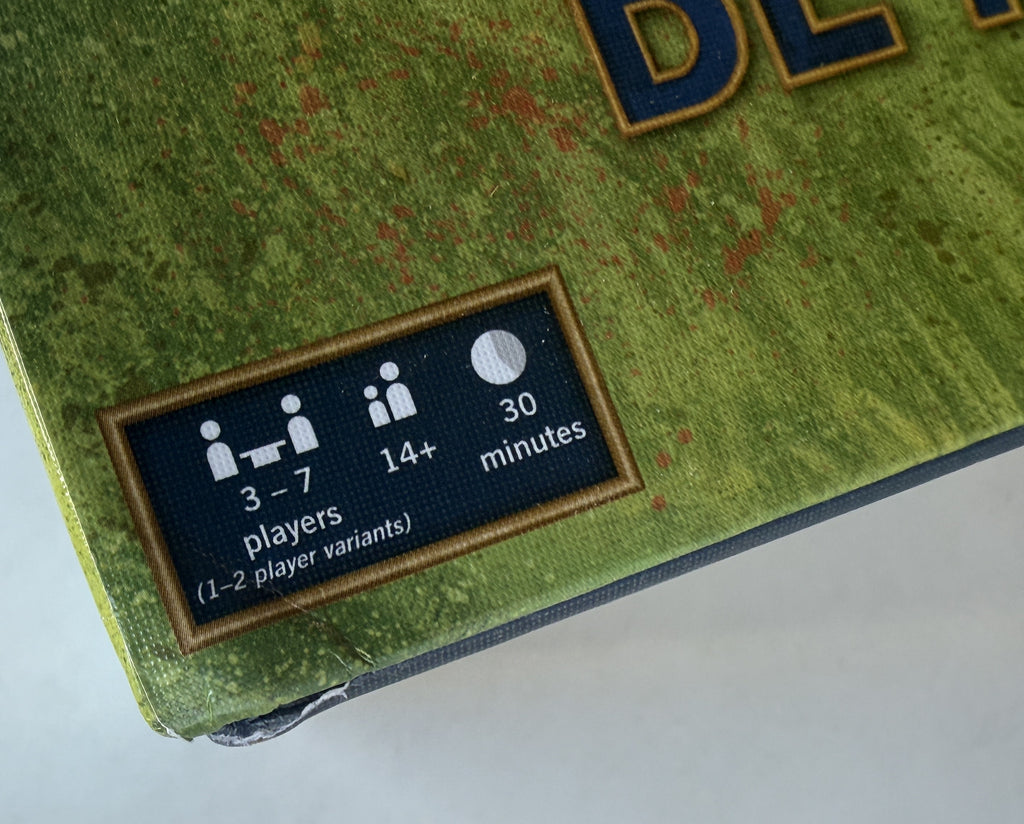 3 – 7
players
(1–2 player variants)
14+
30
minutes